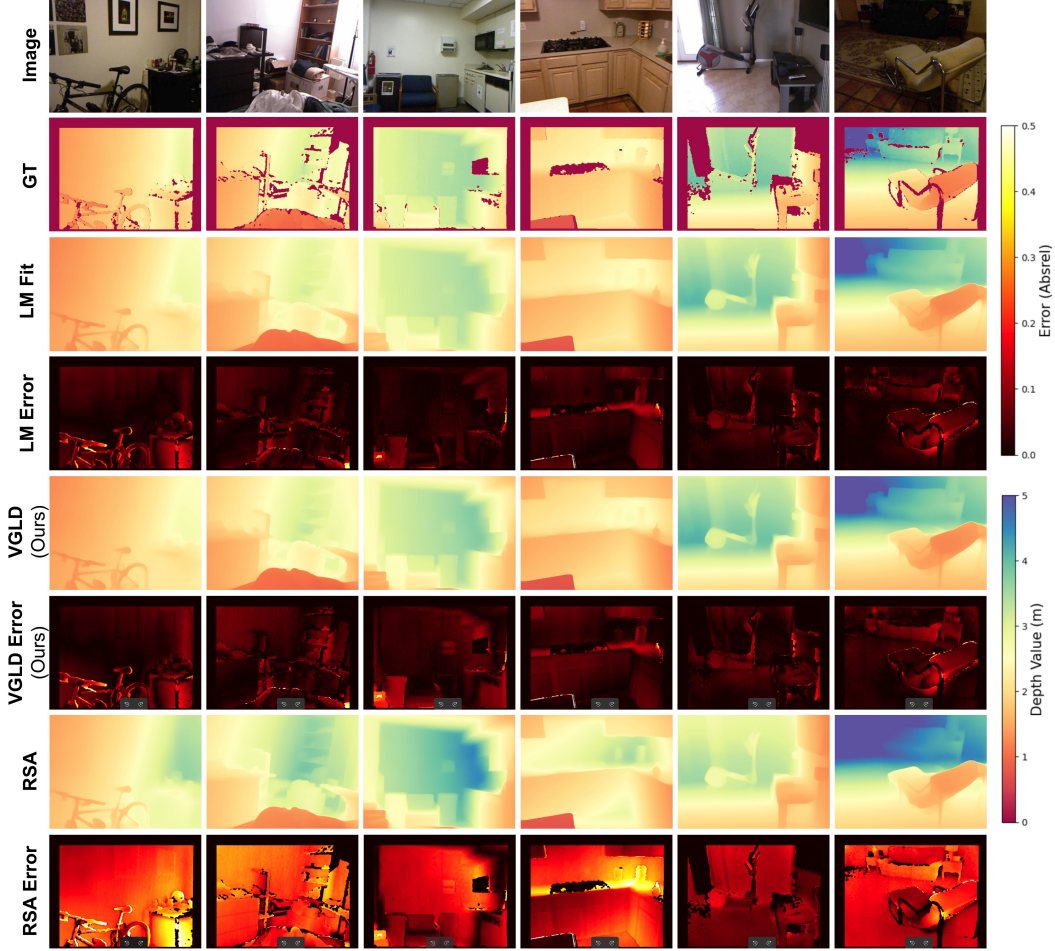 Image
GT
LM Fit
LM Error
VGLD
(Ours)
VGLD Error
(Ours)
RSA
RSA Error
0.5
0.4
0.3
0.2
0.1
0.0
Error (Absrel)
5
4
3
2
1
0
Depth Value (m)